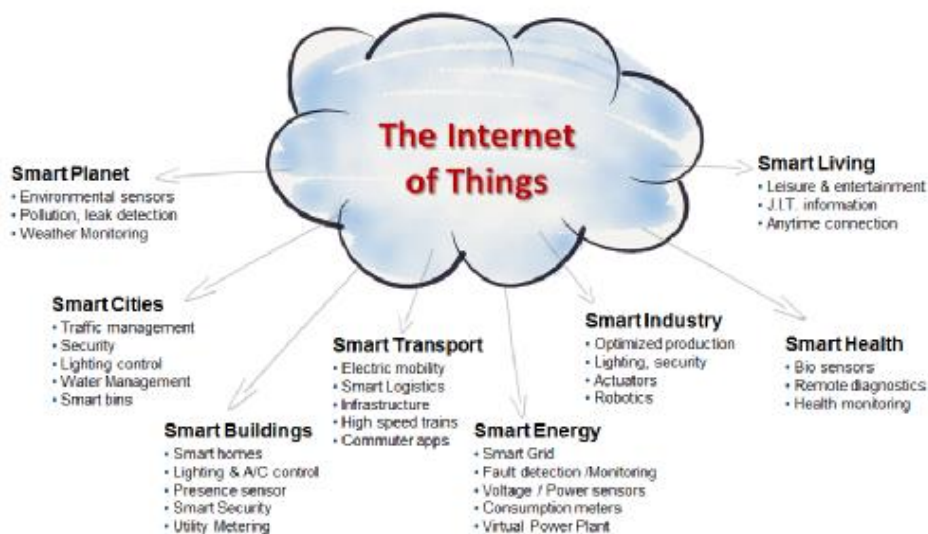 The Internet
of Things
Smart Planet
• Environmental sensors
• Pollution, leak detection
• Weather Monitoring
Smart Cities
• Traffic management
• Security
• Lighting control
• Water Management
• Smart bins
Smart Buildings
• Smart homes
• Lighting & A/C control
• Presence sensor
• Smart Security
• Utility Metering
Smart Transport
• Electric mobility
• Smart Logistics
• Infrastructure
• High speed trains
• Commuter apps
Smart Energy
• Smart Grid
• Fault detection /Monitoring
• Voltage / Power sensors
• Consumption meters
• Virtual Power Plant
Smart Industry
• Optimized production
• Lighting, security
• Actuators
• Robotics
Smart Health
• Bio sensors
• Remote diagnostics
• Health monitoring
Smart Living
• Leisure & entertainment
• J.I.T. information
• Anytime connection